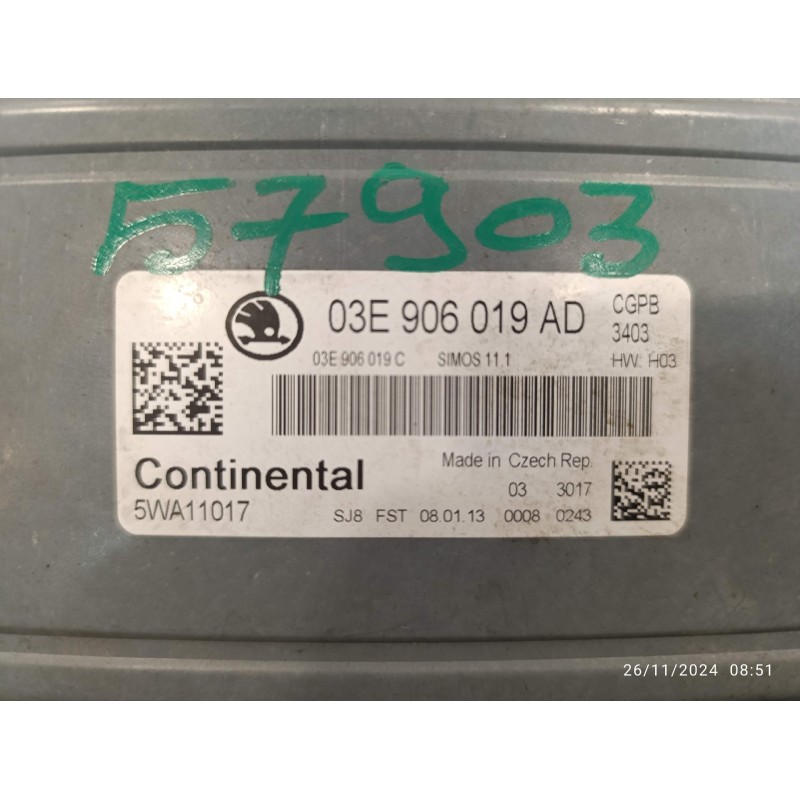 57903
03E 906 019 AD
CGPB
3403
03E 906 019 C SIMOS 11.1 HW: H03
Made in Czech Rep.
Continental
03 3017
5WA11017 SJ8 FST 08.01.13 0008 0243
26/11/2024 08:51